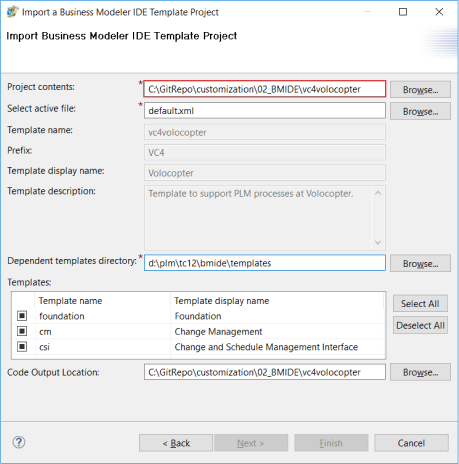 Import a Business Modeler IDE Template Project
Import Business Modeler IDE Template Project
Project contents: * C:\GitRepo\customization\02_BMIDE\vc4volocopter Browse...
Select active file: * default.xml Browse...
Template name: vc4volocopter
Prefix: VC4
Template display name: Volocopter
Template description: Template to support PLM processes at Volocopter.
Dependent templates directory: * d:\plm\tc12\bmide\templates Browse...
Templates:
Template name Template display name Select All
foundation Foundation
cm Change Management Deselect All
csi Change and Schedule Management Interface
Code Output Location: C:\GitRepo\customization\02_BMIDE\vc4volocopter Browse...
? < Back Next > Finish Cancel